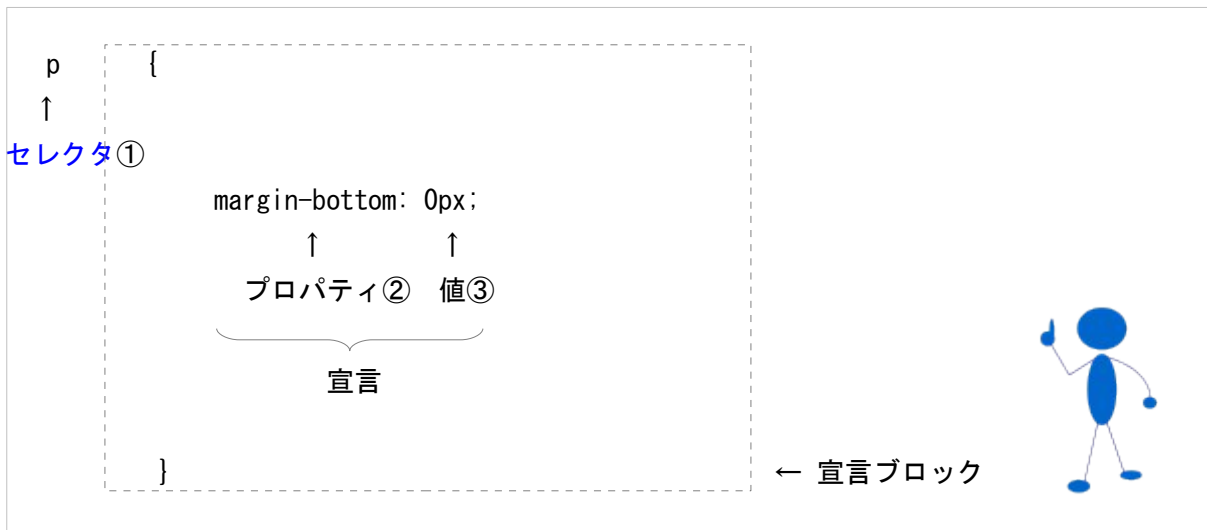 p {
↑
セレクタ①
margin-bottom: 0px;
↑ ↑
プロパティ② 値③
宣言
} ← 宣言ブロック